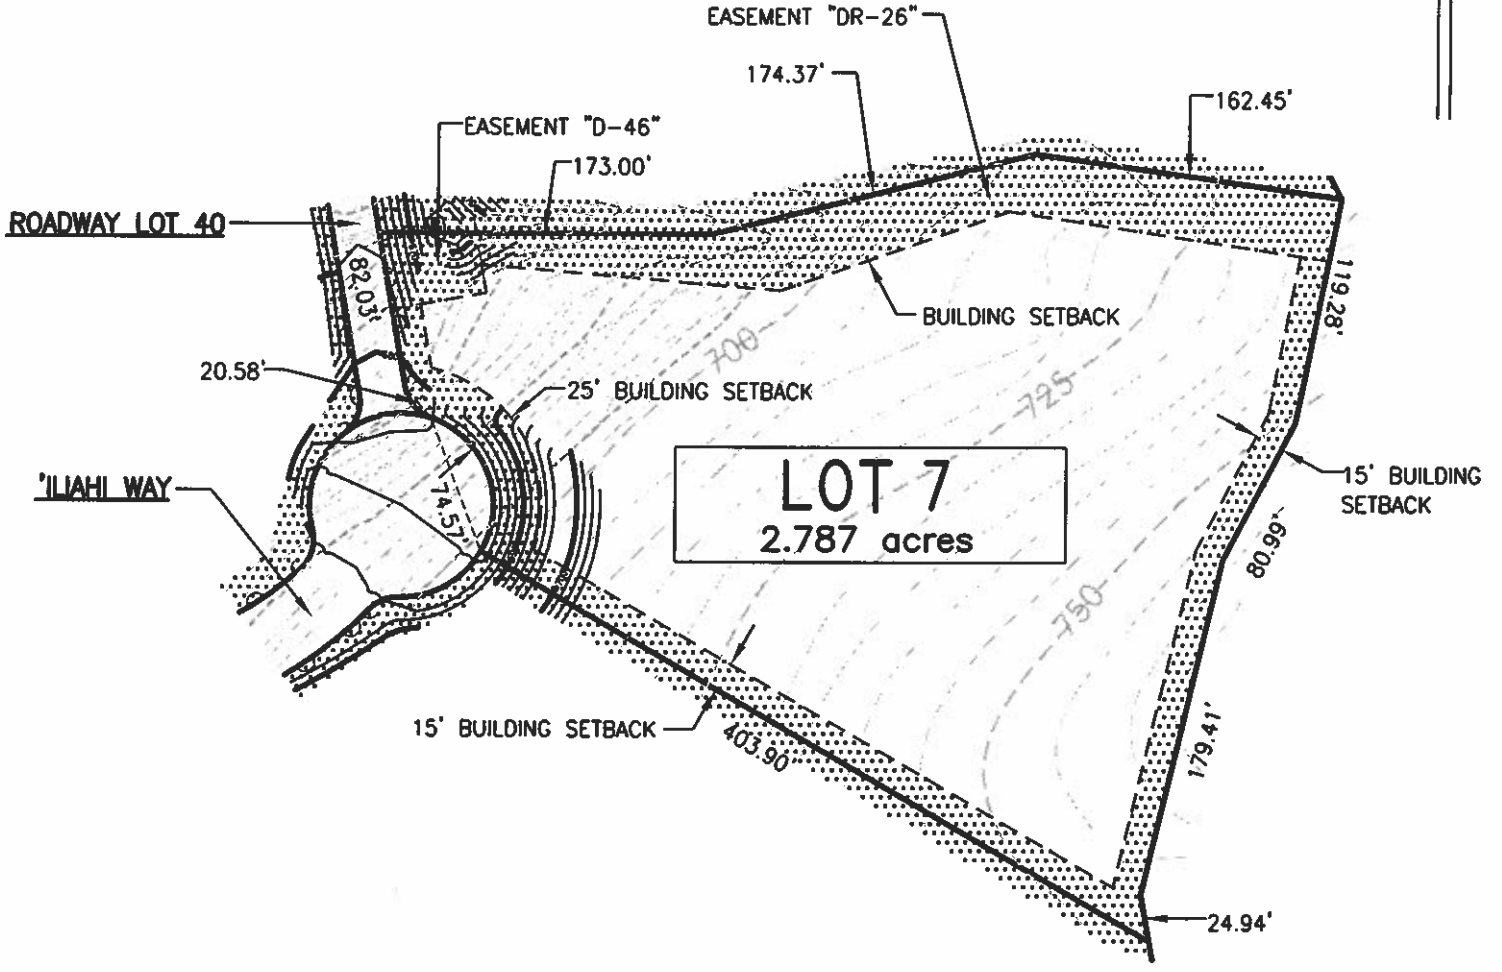 EASEMENT "DR-26"
174.37'
162.45'
EASEMENT "D-46"
173.00'
ROADWAY LOT 40
82.03'
119.28'
BUILDING SETBACK
700
20.58'
25' BUILDING SETBACK
725
LOT 7
2.787 acres
15' BUILDING
SETBACK
'ILIAHI WAY
74.57'
80.99'
750
15' BUILDING SETBACK
403.90'
179.41'
24.94'